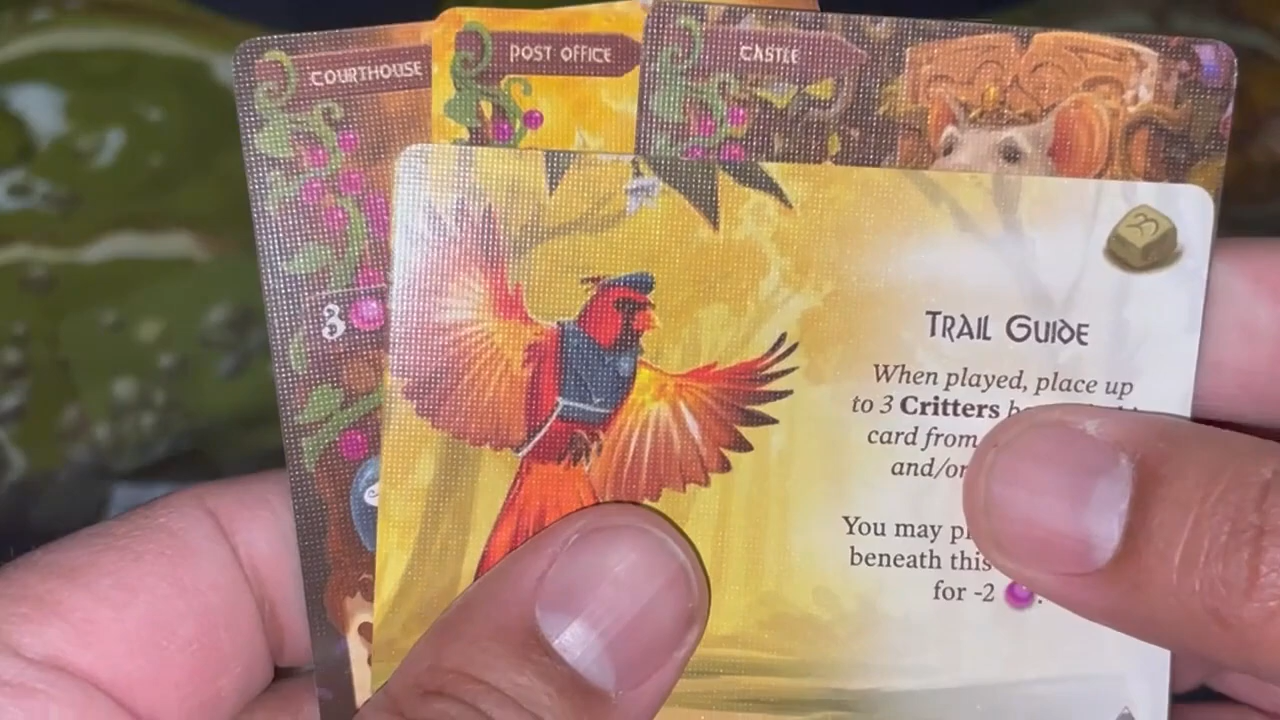 COURTHOUSE
POST OFFICE
CASTLE
3
TRAIL GUIDE
When played, place up
to 3 Critters
card from
and/or
You may
beneath this
for -2 .